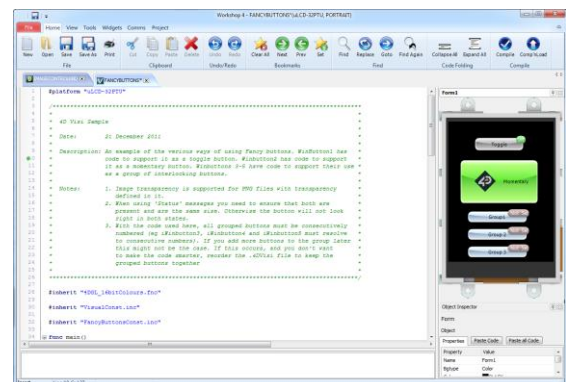 Workshop 4 - FANCYBUTTONS*(uLCD-32PTU, PORTRAIT)
File Home View Tools Widgets Comms Project
New Open Save Save As Print Cut Copy Paste Delete Undo Redo Clear All Next Prev Set Find Replace Goto Find Again Collapse All Expand All Compile CompileLoad
File Clipboard Undo/Redo Bookmarks Find Code Folding Compile
FANCYBUTTONS*
#platform "uLCD-32PTU"
4D Visi Sample
Date: 2: December 2011
Description: An example of the various ways of using Fancy buttons. WinButton1 has
code to support it as a toggle button. Winbutton2 has code to support
it as a momentary button. Winbuttons 3-5 have code to support their use
as a group of interlocking buttons.
Notes: 1. Image transparency is supported for PNG files with transparency
defined in it.
2. When using "Status" messages you need to ensure that both are
present and are the same size. Otherwise the button will not look
right in both states.
3. With the code used here, all grouped buttons must be consecutively
numbered (eg iWinbutton3, iWinbutton4 and iWinbutton5 must resolve
to consecutive numbers). If you add more buttons to the group later
this might not be the case. If this occurs, and you don't want
to make the code smarter, reorder the .4DVisi file to keep the
grouped buttons together
#inherit "4DGL_16bitColours.fnc"
#inherit "VisualConst.inc"
#inherit "FancyButtonsConst.inc"
func main()
Form1
Toggle
4D Momentary
Group 1
Group 2
Group 3
Object Inspector
Form
Object
Properties Paste Code Paste all Code
Property Value
Name Form1
Bgtype Color